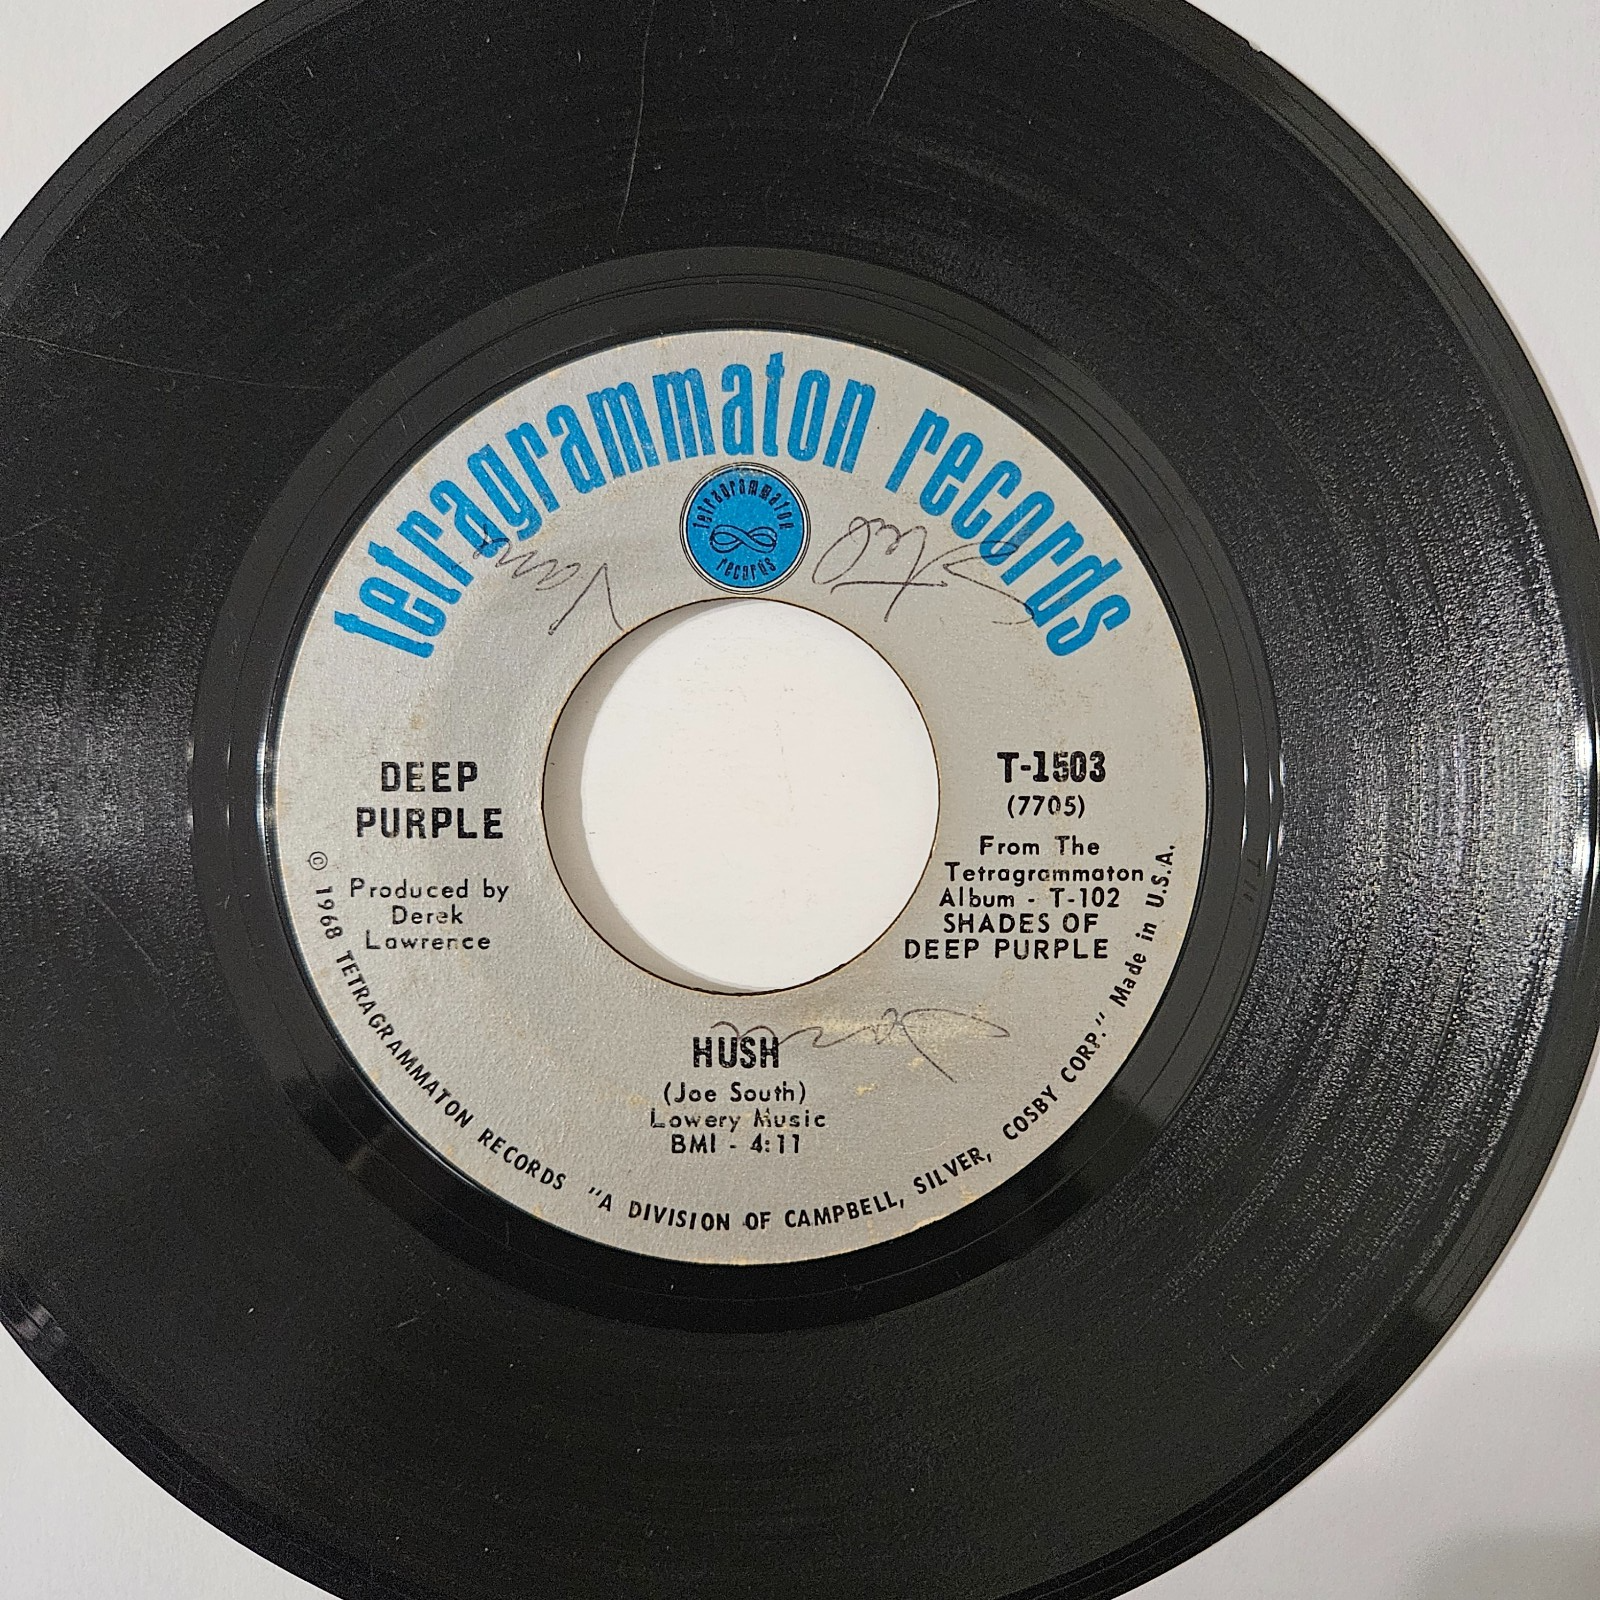 tetragrammaton records
tetragrammaton
records
DEEP
PURPLE
Produced by
Derek
Lawrence
T-1503
(7705)
From The
Tetragrammaton
Album - T-102
SHADES OF
DEEP PURPLE
HUSH
(Joe South)
Lowery Music
BMI - 4:11
© 1968 TETRAGRAMMATON RECORDS "A DIVISION OF CAMPBELL, SILVER, COSBY CORP." Made in U.S.A.